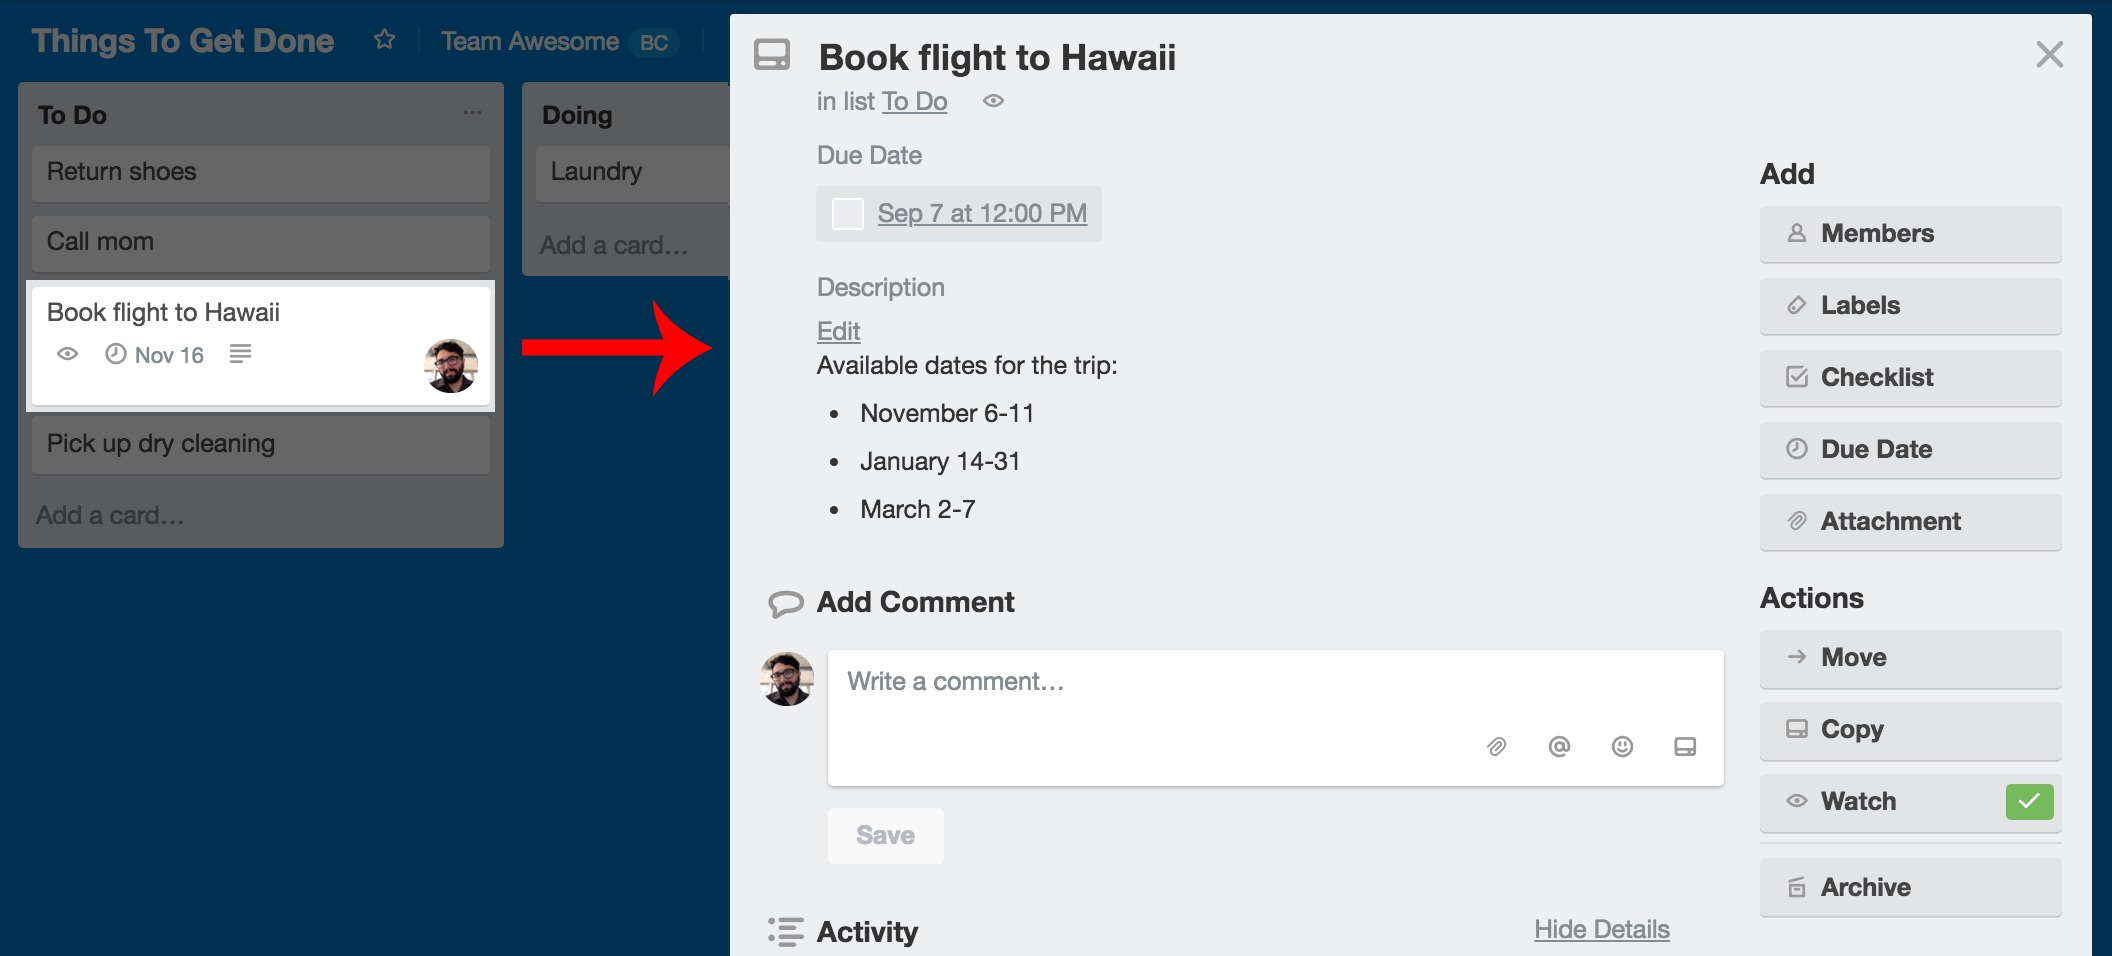 Things To Get Done
Team Awesome BC
To Do
Return shoes
Call mom
Book flight to Hawaii
Nov 16
Pick up dry cleaning
Add a card…
Doing
Laundry
Add a card…
Book flight to Hawaii
in list To Do
Due Date
Sep 7 at 12:00 PM
Description
Edit
Available dates for the trip:
• November 6-11
• January 14-31
• March 2-7
Add Comment
Write a comment…
@
Save
Activity
Hide Details
Add
Members
Labels
Checklist
Due Date
Attachment
Actions
Move
Copy
Watch
Archive